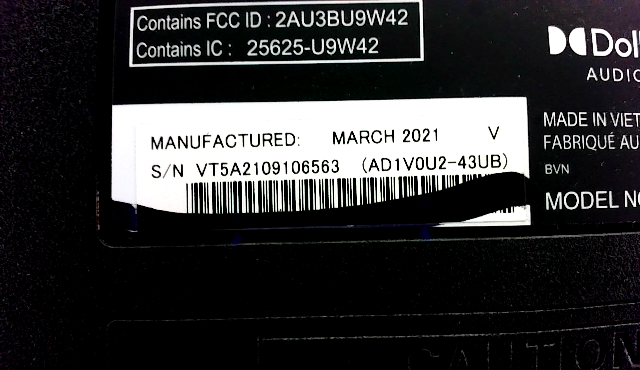 Contains FCC ID : 2AU3BU9W42
Contains IC : 25625-U9W42
MANUFACTURED: MARCH 2021 V
S/N VT5A2109106563 (AD1V0U2-43UB)
AUDIO
MADE IN
FABRIQUÉ AU
BVN
MODEL
CAUTION